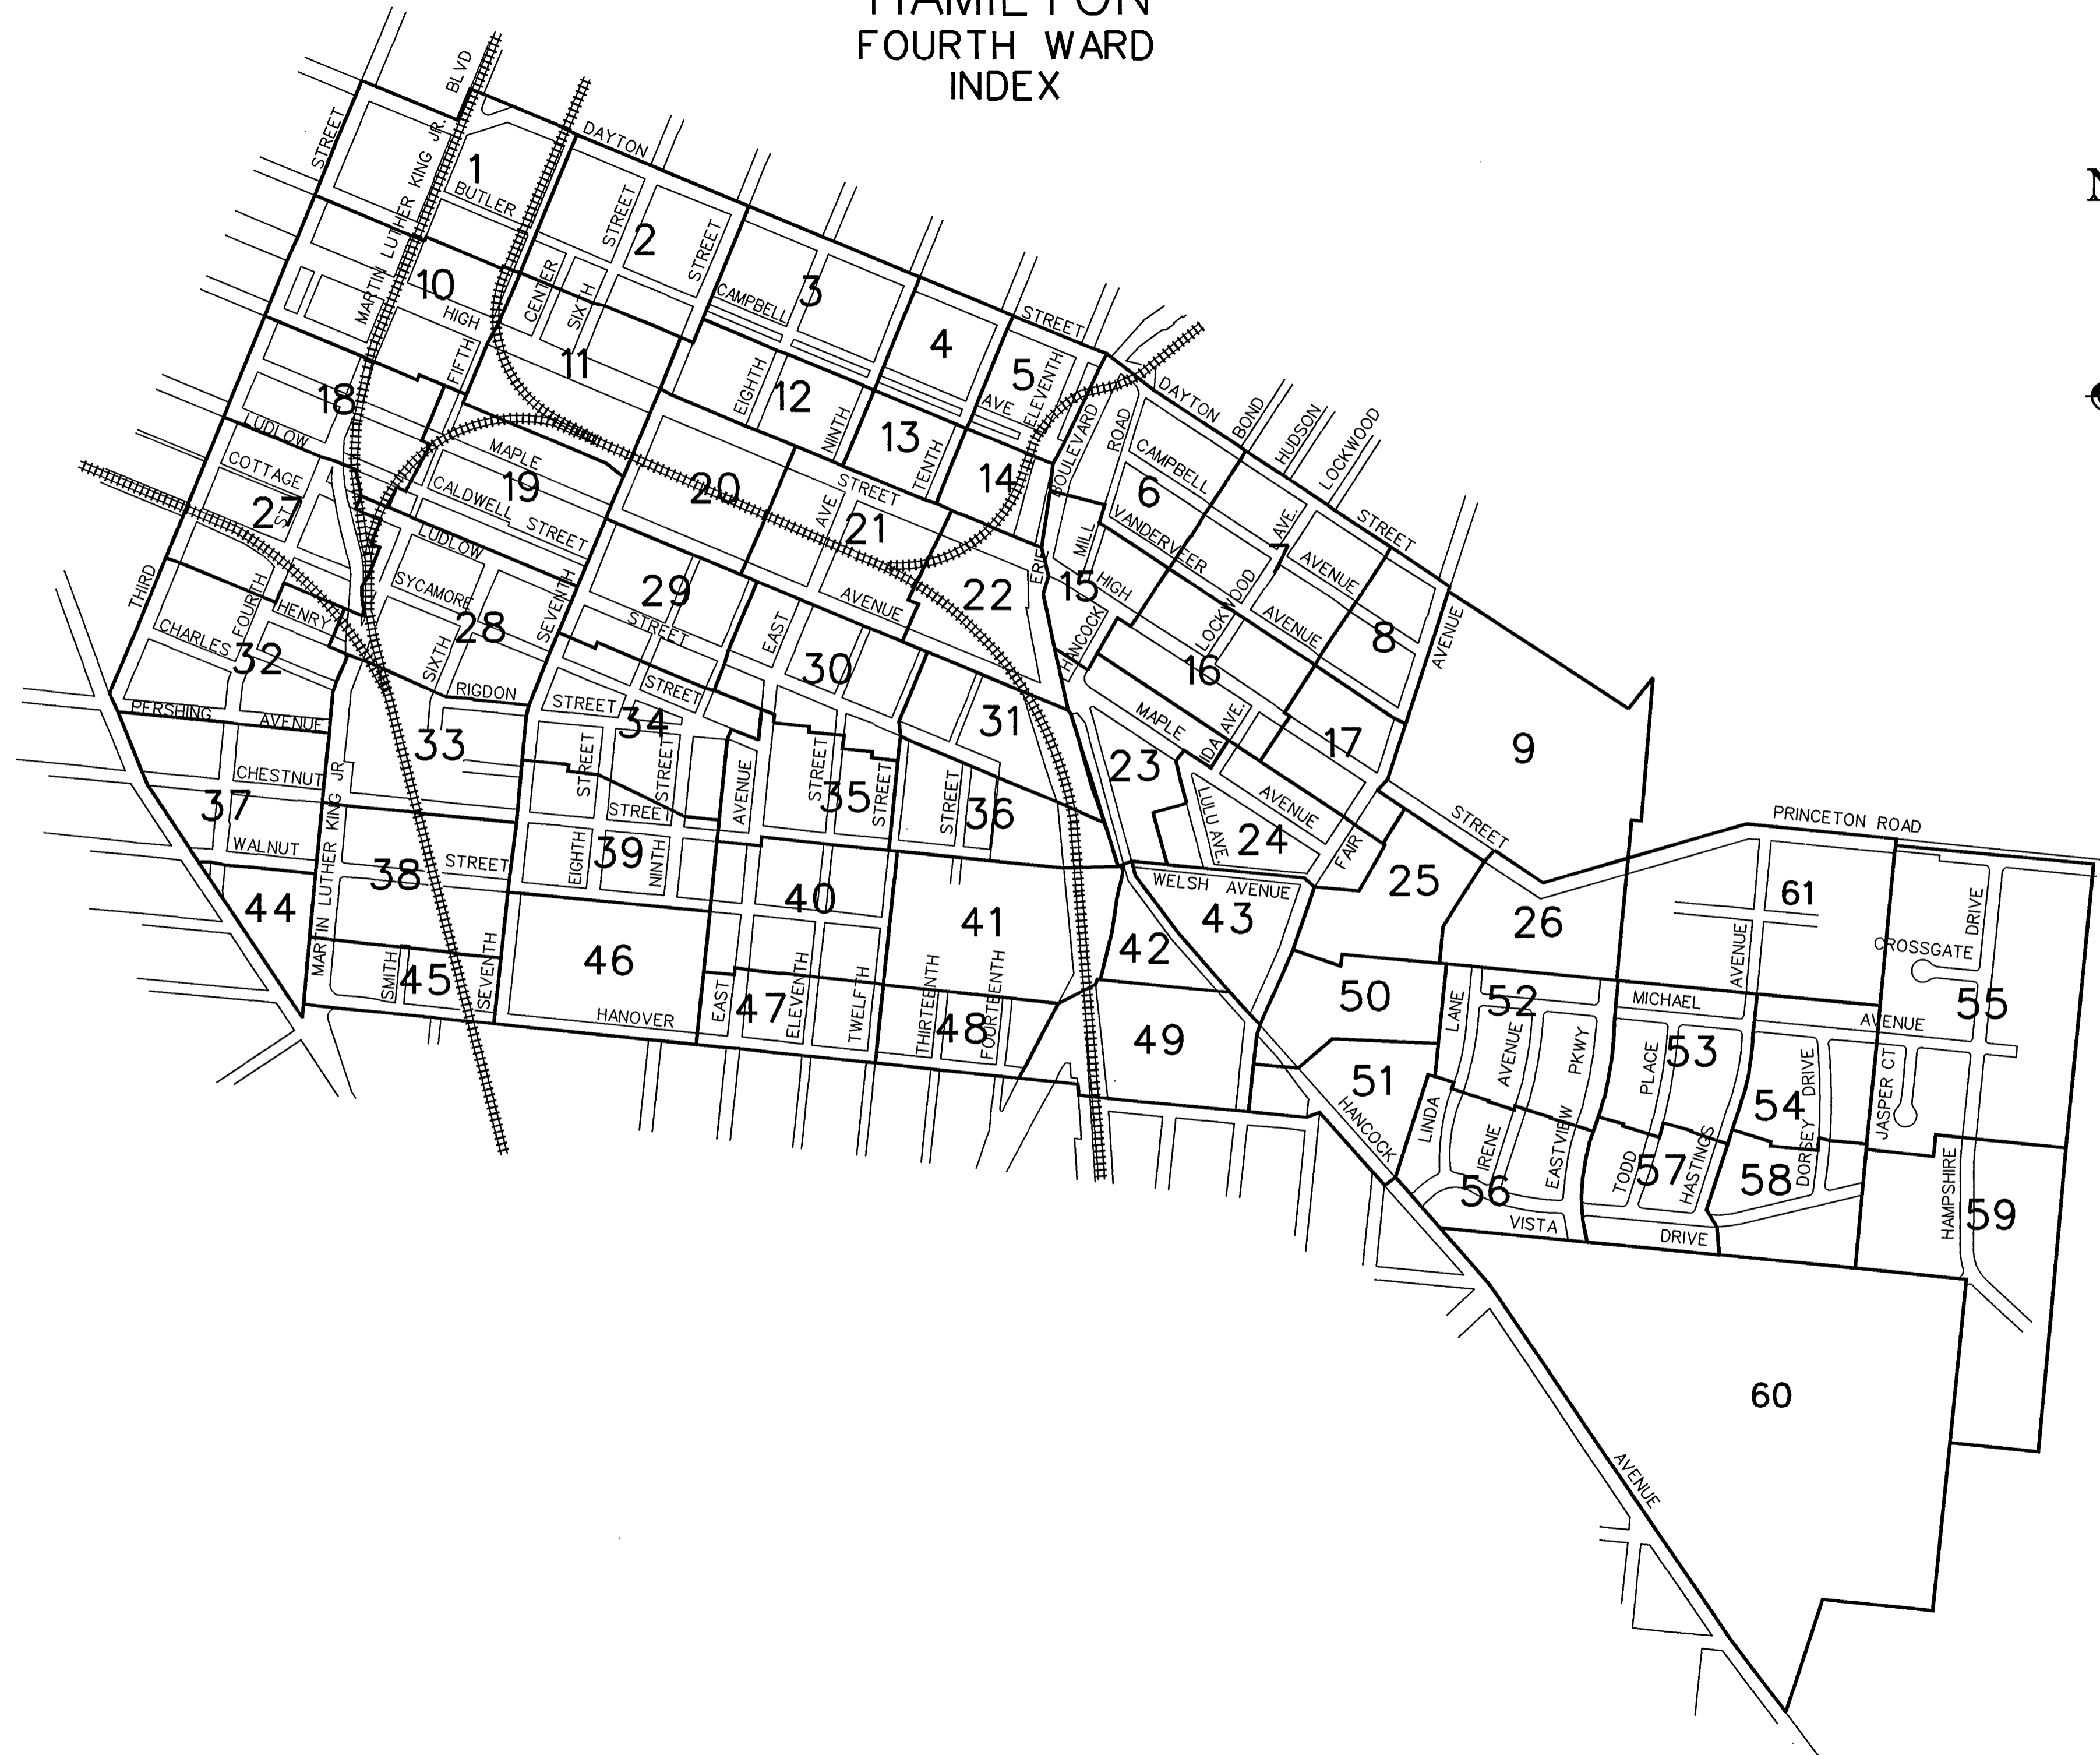 HAMILTON
FOURTH WARD
INDEX
N
BLVD
STREET
DAYTON
MARTIN LUTHER KING JR.
1
BUTLER
STREET
2
STREET
3
CAMPBELL
4
STREET
5
ELEVENTH
AVE
10
HIGH
CENTER
SIXTH
FIFTH
11
EIGHTH
12
NINTH
13
TENTH
14
BOULEVARD
ROAD
DAYTON
BOND
HUDSON
LOCKWOOD
CAMPBELL
6
VANDERVEER
7
AVE.
AVENUE
STREET
18
LUDLOW
COTTAGE
27
ST
MAPLE
19
CALDWELL
STREET
20
STREET
AVE
21
22
ERIE
MILL
15
HIGH
HANCOCK
LOCKWOOD
AVENUE
8
AVENUE
THIRD
FOURTH
HENRY
CHARLES
32
LUDLOW
SYCAMORE
28
SIXTH
SEVENTH
29
STREET
AVENUE
EAST
30
16
MAPLE
IDA AVE.
17
9
PERSHING
AVENUE
RIGDON
33
STREET
STREET
34
31
23
LULU AVE.
AVENUE
24
FAIR
STREET
PRINCETON ROAD
CHESTNUT
37
WALNUT
MARTIN LUTHER KING JR
38
STREET
STREET
STREET
STREET
AVENUE
STREET
35
STREET
STREET
36
EIGHTH
39
NINTH
40
41
WELSH
AVENUE
43
42
25
26
61
AVENUE
CROSSGATE
DRIVE
55
44
SMITH
45
SEVENTH
46
HANOVER
EAST
47
ELEVENTH
TWELFTH
THIRTEENTH
48
FOURTEENTH
49
50
51
HANCOCK
LANE
52
AVENUE
PKWY
MICHAEL
AVENUE
PLACE
53
54
DRIVE
JASPER CT
LINDA
IRENE
56
EASTVIEW
VISTA
TODD
57
HASTINGS
58
DORSEY
DRIVE
HAMPSHIRE
59
60
AVENUE